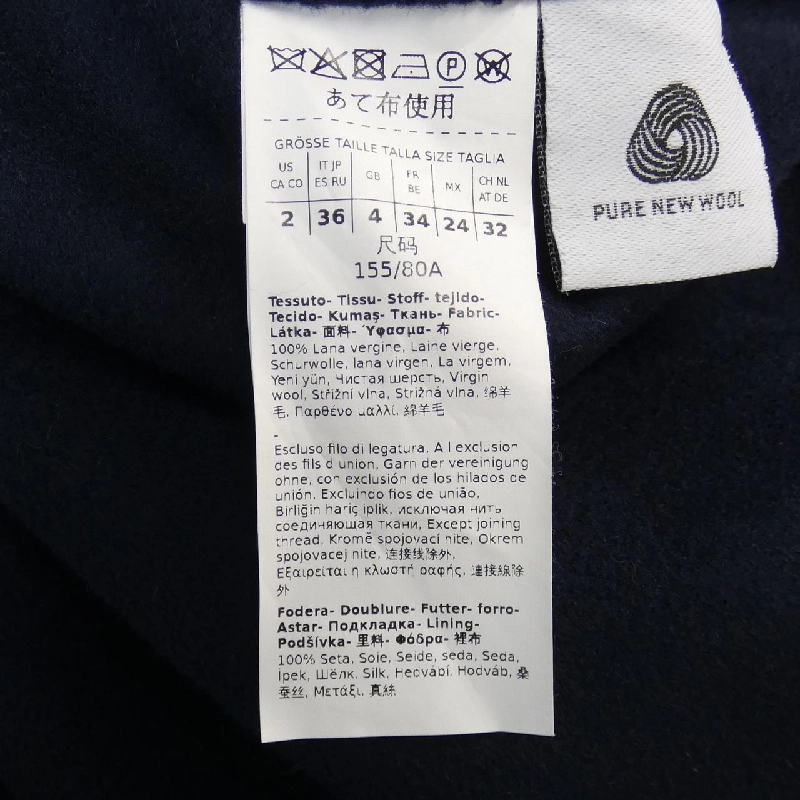 P
W
あて布使用
GRÖSSE TAILLE TALLA SIZE TAGLIA
US CA CO
IT JP ES RU
GB
FR BE
MX
CH NL AT DE
2 36 4 34 24 32
尺码
155/80A
Tessuto- Tissu- Stoff- tejido-
Tecido- Kumaş- Ткань- Fabric-
Látka- 面料- Ύφασμα- 布
100% Lana vergine, Laine vierge,
Schurwolle, lana virgen, La virgem,
Yeni yün, Чистая шерсть, Virgin
wool, Střižní vlna, Strižná vlna, 绵羊
毛, Παρθένο μαλλί, 綿羊毛
-
Escluso filo di legatura, A l exclusion
des fils d union, Garn der vereinigung
ohne, con exclusión de los hilados de
unión. Excluindo fios de união,
Birliğin hariç iplik, исключая нить
соединяющая ткани, Except joining
thread, Kromě spojovací nite, Okrem
spojovacej nite, 连接线除外,
Εξαιρείται η κλωστή ραφής, 連接線除
外
Fodera- Doublure- Futter- forro-
Astar- Подкладка- Lining-
Podšívka- 里料- Φόδρα- 裡布
100% Seta, Soie, Seide, seda, Seda,
İpek, Шёлк, Silk, Hedvábí, Hodváb, 桑
蚕丝, Μετάξι, 真絲
PURE NEW WOOL